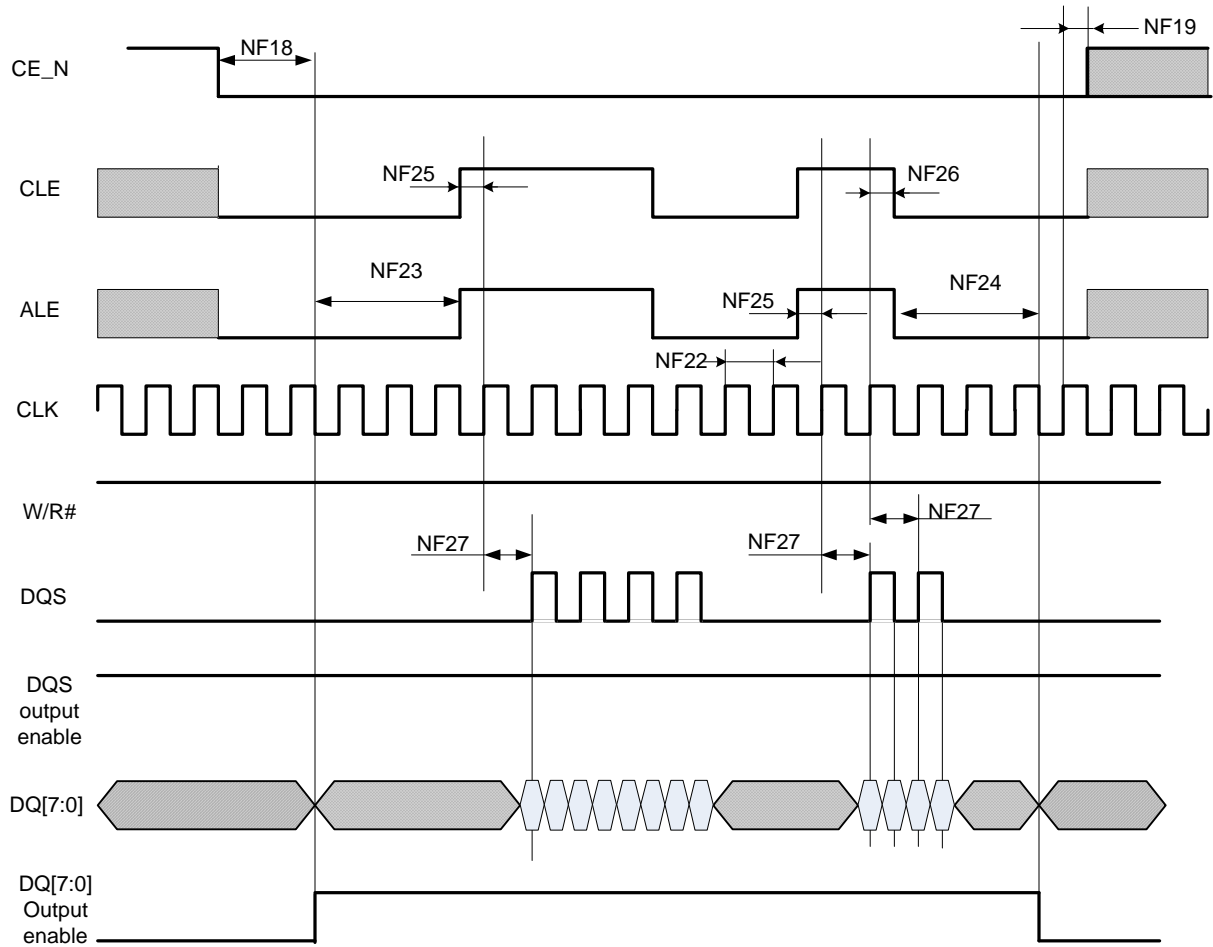 NF19
NF18
CE_N
NF25
NF26
CLE
NF23
NF24
NF25
ALE
NF22
CLK
W/R#
NF27
NF27
NF27
DQS
DQS
output
enable
DQ[7:0]
DQ[7:0]
Output
enable